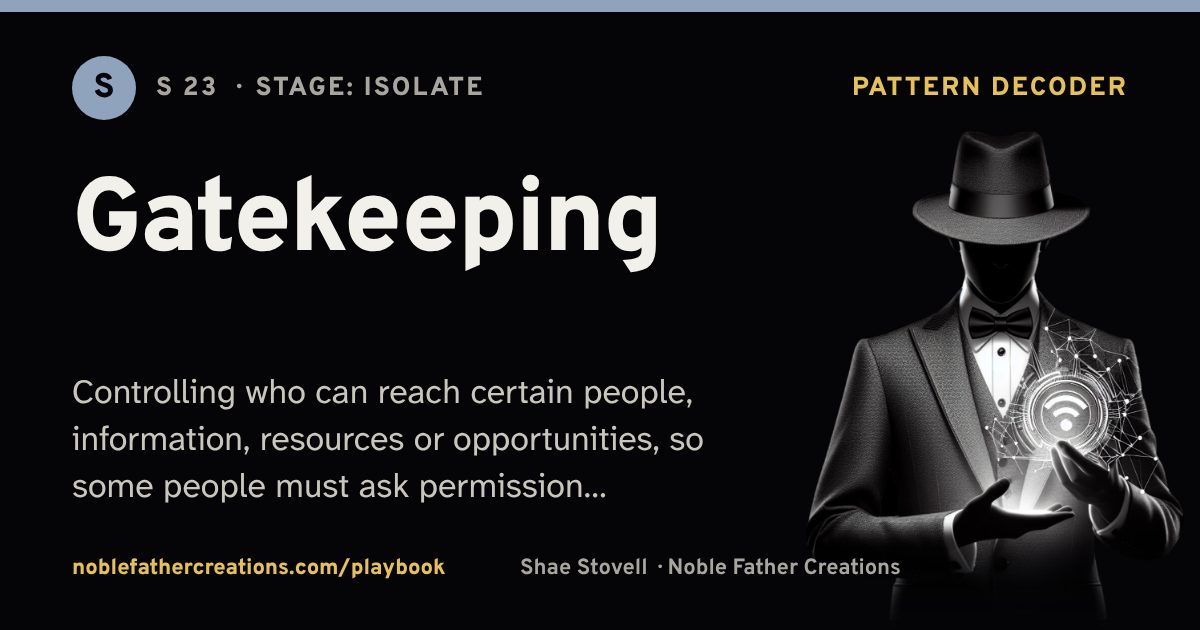 S
S 23 · STAGE: ISOLATE
PATTERN DECODER
Gatekeeping
Controlling who can reach certain people,
information, resources or opportunities, so
some people must ask permission...
noblefathercreations.com/playbook
Shae Stovell · Noble Father Creations